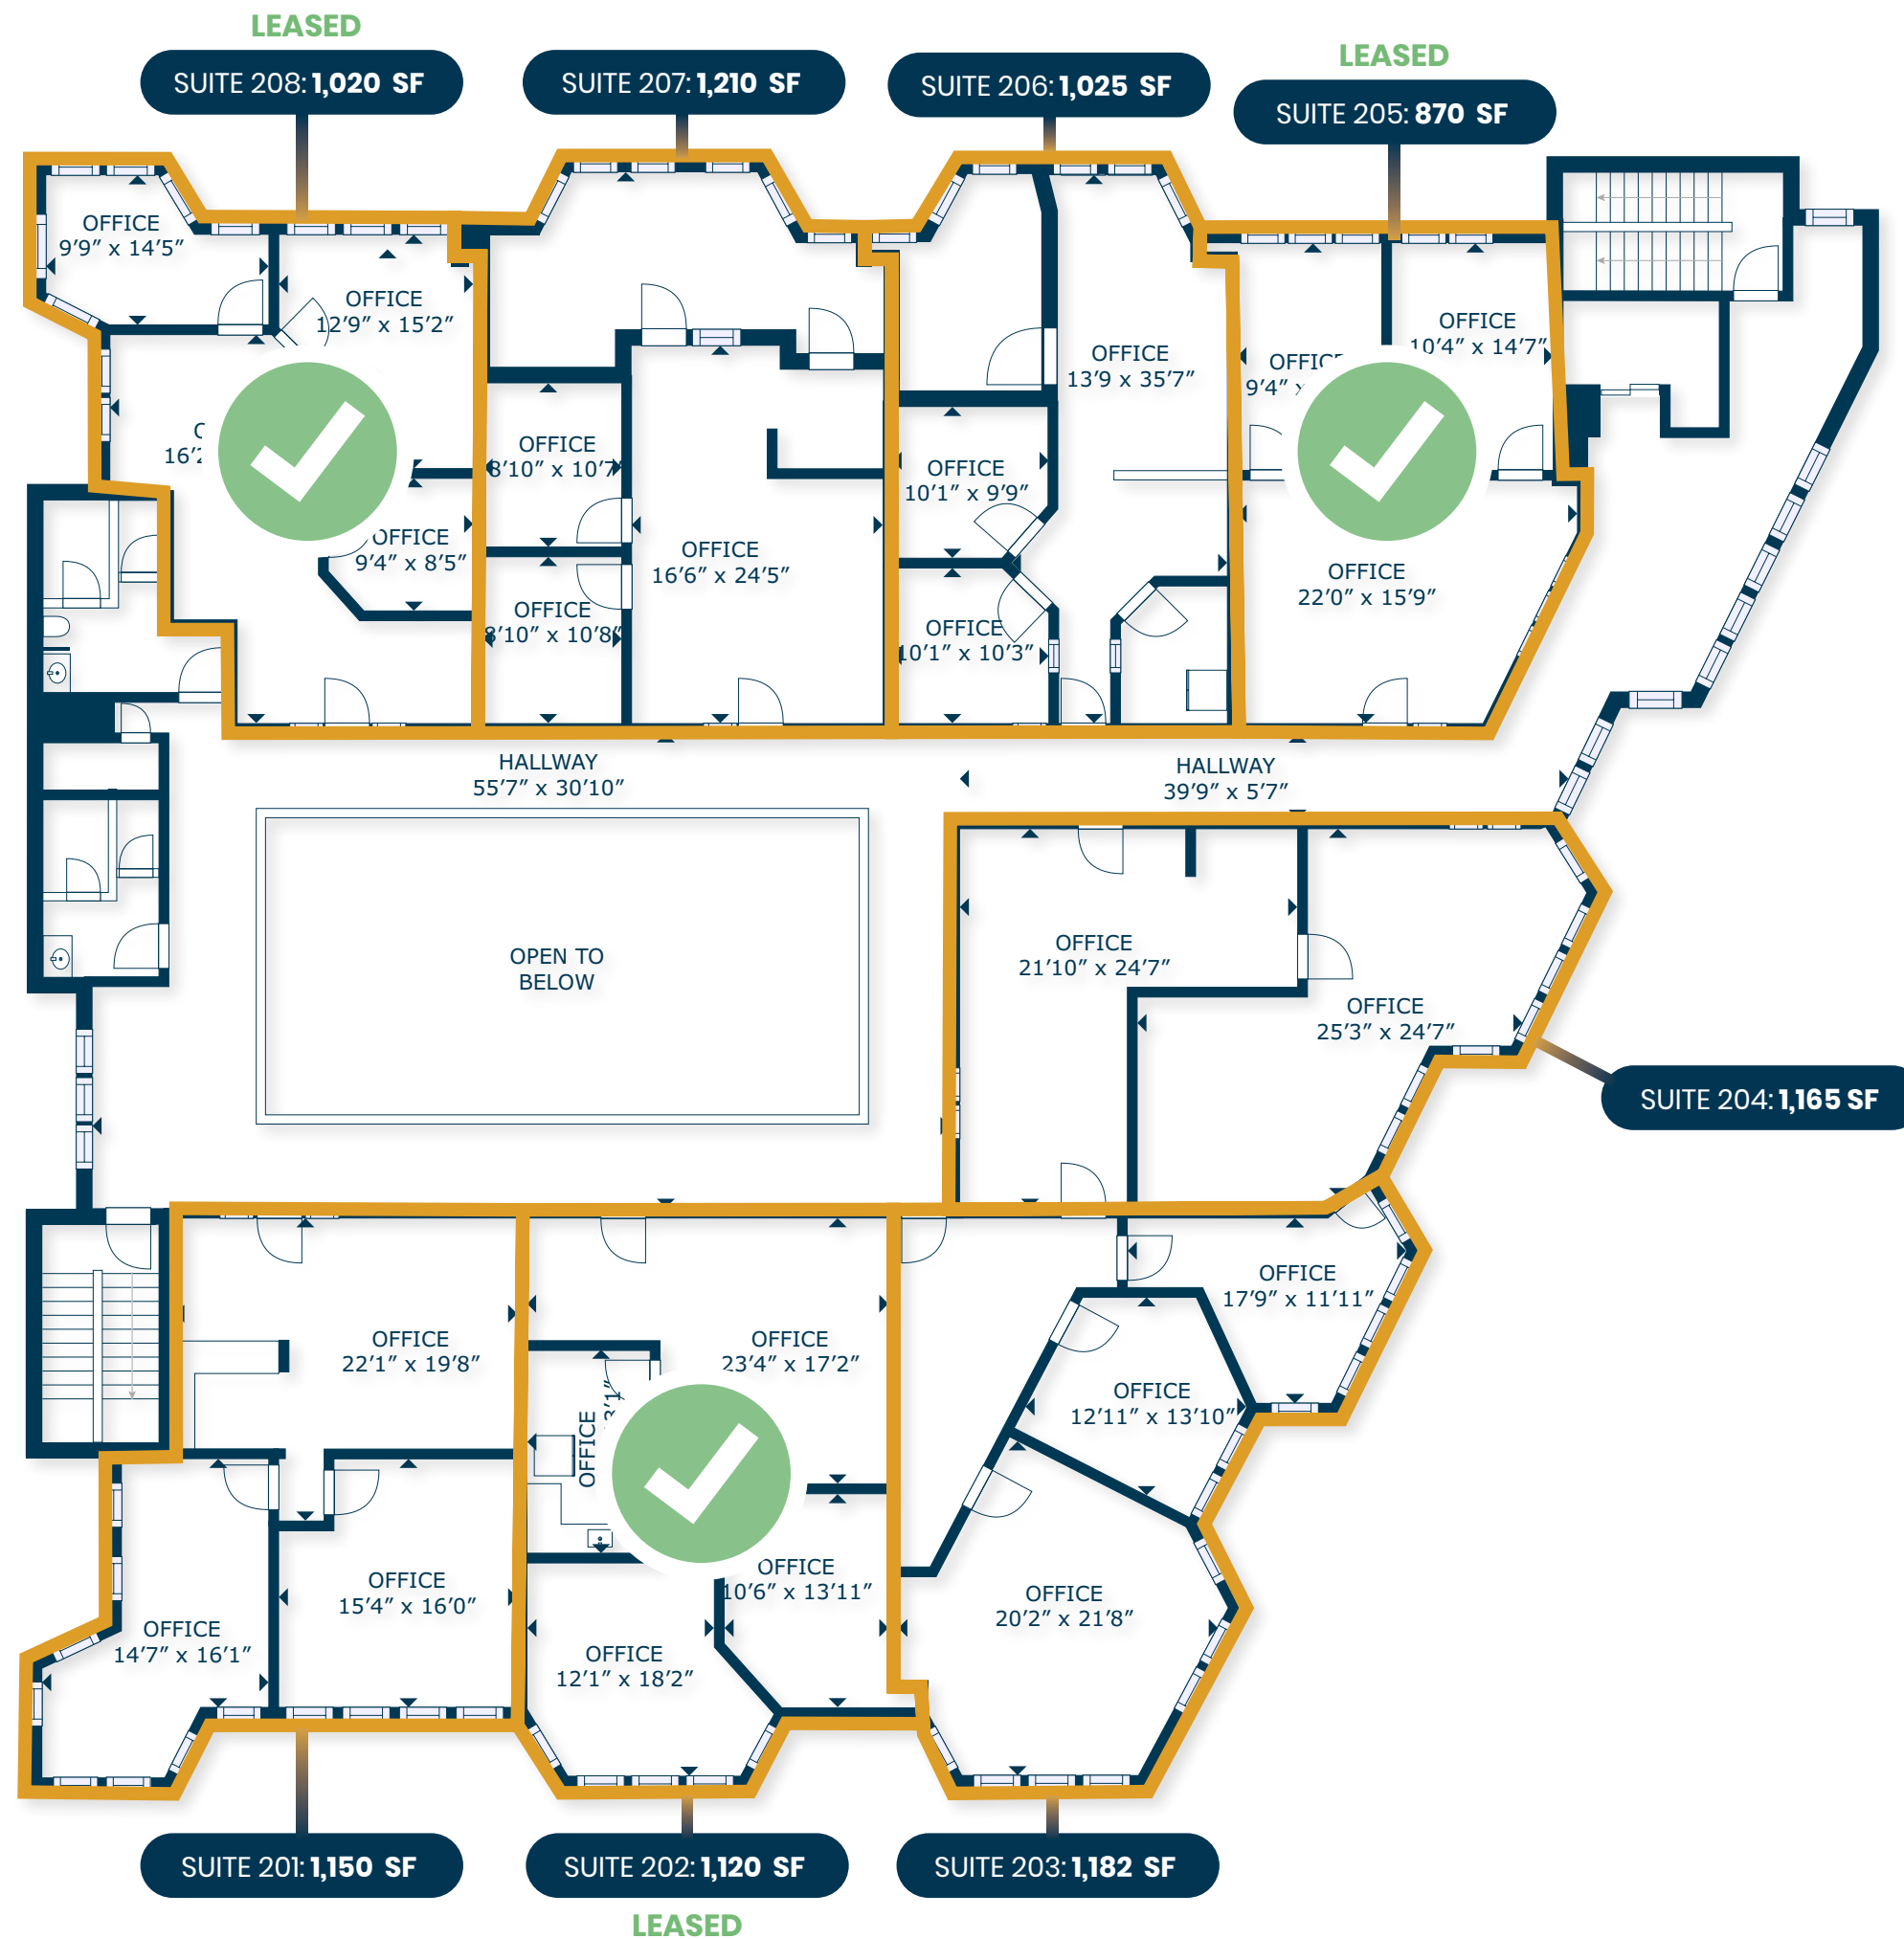 LEASED
SUITE 208: 1,020 SF
SUITE 207: 1,210 SF
SUITE 206: 1,025 SF
LEASED
SUITE 205: 870 SF
OFFICE
9'9" x 14'5"
OFFICE
12'9" x 15'2"
OFFICE
9'4" x 8'5"
OFFICE
8'10" x 10'7"
OFFICE
8'10" x 10'8"
OFFICE
16'6" x 24'5"
OFFICE
13'9 x 35'7"
OFFICE
10'1" x 9'9"
OFFICE
10'1" x 10'3"
9'4" x
OFFICE
10'4" x 14'7"
OFFICE
22'0" x 15'9"
HALLWAY
55'7" x 30'10"
HALLWAY
39'9" x 5'7"
OPEN TO
BELOW
OFFICE
21'10" x 24'7"
OFFICE
25'3" x 24'7"
SUITE 204: 1,165 SF
OFFICE
22'1" x 19'8"
OFFICE
23'4" x 17'2"
OFFICE
OFFICE
17'9" x 11'11"
OFFICE
12'11" x 13'10"
OFFICE
15'4" x 16'0"
OFFICE
14'7" x 16'1"
OFFICE
10'6" x 13'11"
OFFICE
12'1" x 18'2"
OFFICE
20'2" x 21'8"
SUITE 201: 1,150 SF
SUITE 202: 1,120 SF
SUITE 203: 1,182 SF
LEASED